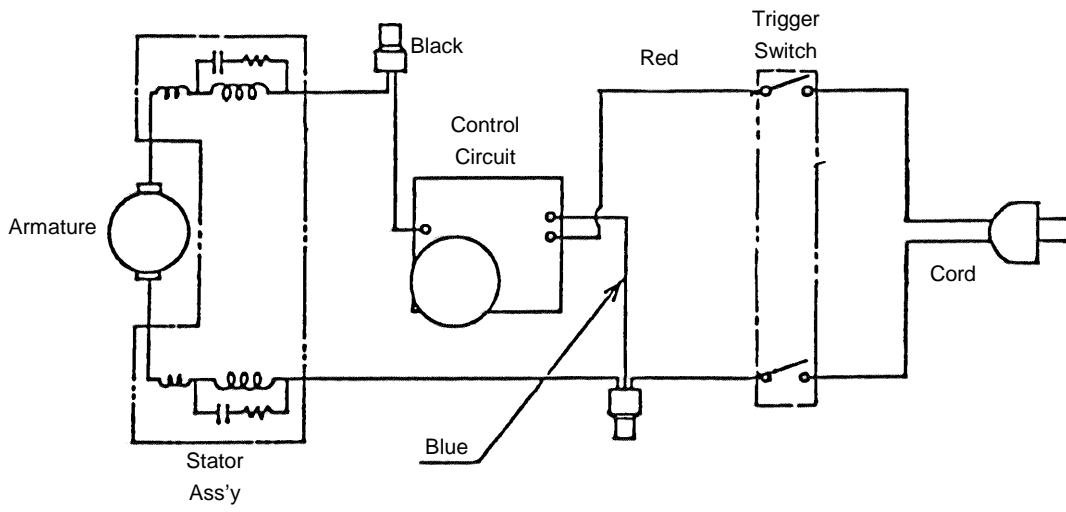 Trigger
Switch
Black
Red
Control
Circuit
Armature
Cord
Blue
Stator
Ass'y